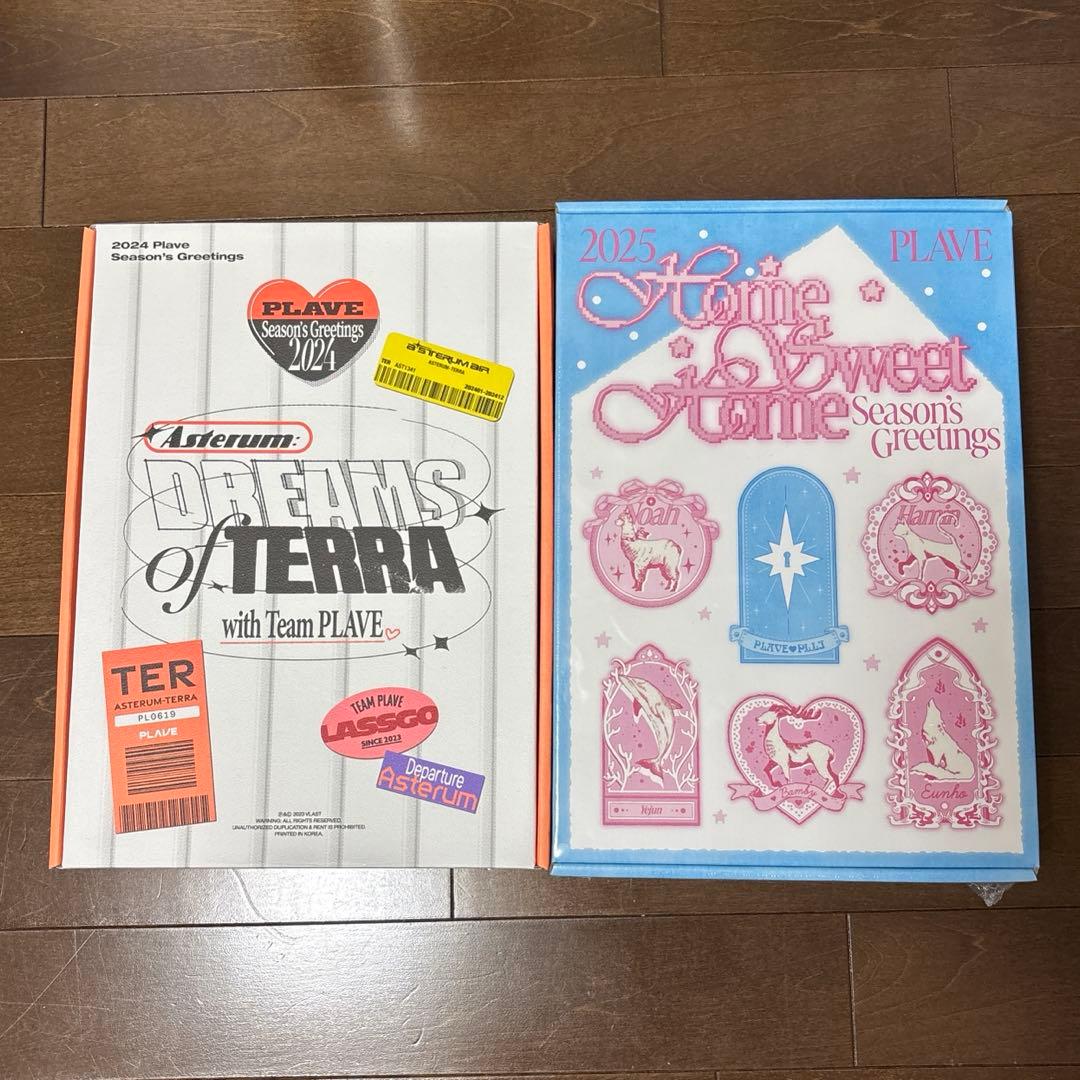 2024 Plave
Season's Greetings
PLAVE
Season's Greetings
2024
asterum air
ASTERUM-TERRA
TER AST1341
202401-202412
Asterum:
DREAMS
of TERRA
with Team PLAVE
TER
ASTERUM-TERRA
PL0619
PLAVE
TEAM PLAVE
LASSGO
SINCE 2023
Departure
Asterum
℗&© 2023 VLAST
WARNING: ALL RIGHTS RESERVED.
UNAUTHORIZED DUPLICATION & RENT IS PROHIBITED.
PRINTED IN KOREA.
2025
PLAVE
Home
Sweet
Home
Season's
Greetings
Noah
Hamin
PLAVE♥PLLI
Yejun
Bamby
Eunho